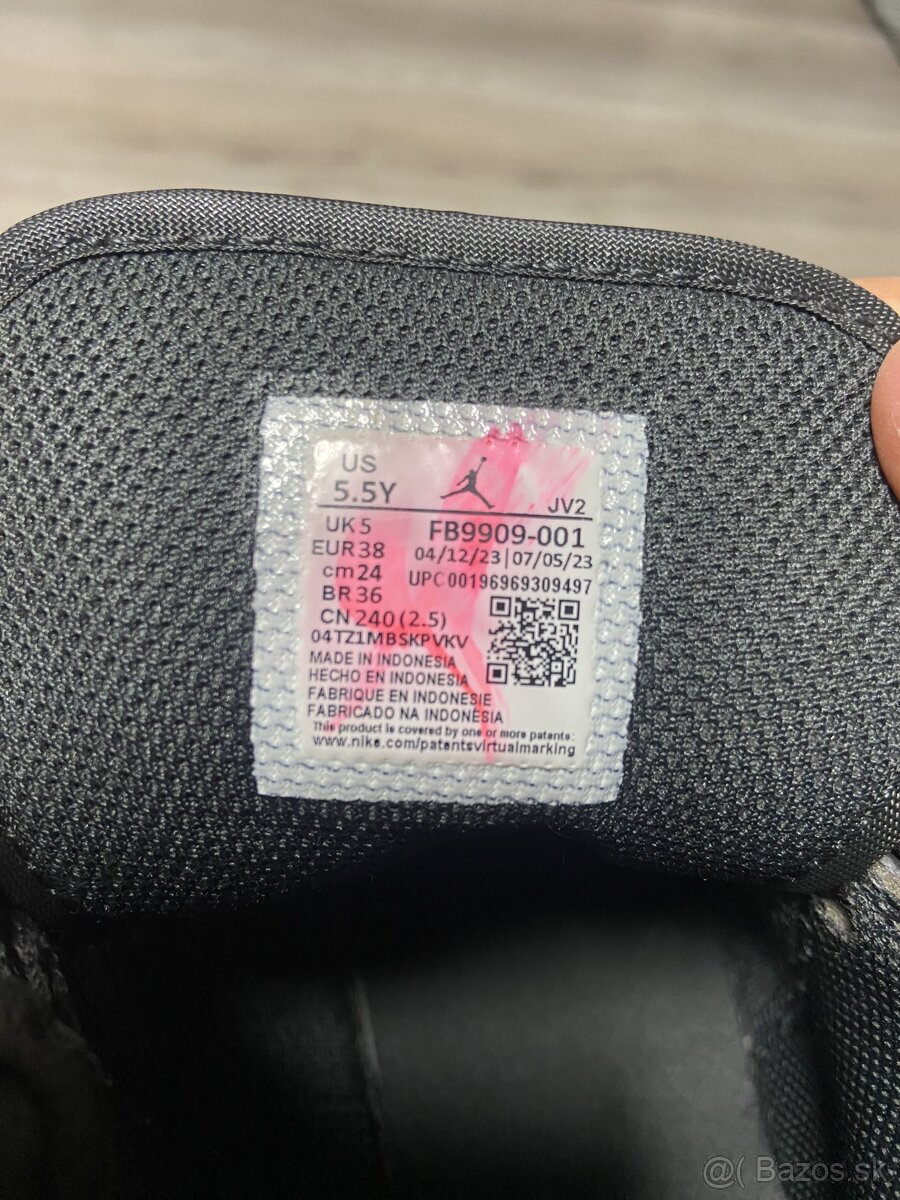 US
5.5Y
JV2
UK 5
FB9909-001
EUR 38
04/12/23|07/05/23
cm 24
UPC 00196969309497
BR 36
CN 240 (2.5)
04TZ1MBSKPVKV
MADE IN INDONESIA
HECHO EN INDONESIA
FABRIQUE EN INDONESIE
FABRICADO NA INDONÉSIA
This product is covered by one or more patents:
www.nike.com/patentsvirtualmarking
@( Bazos.sk